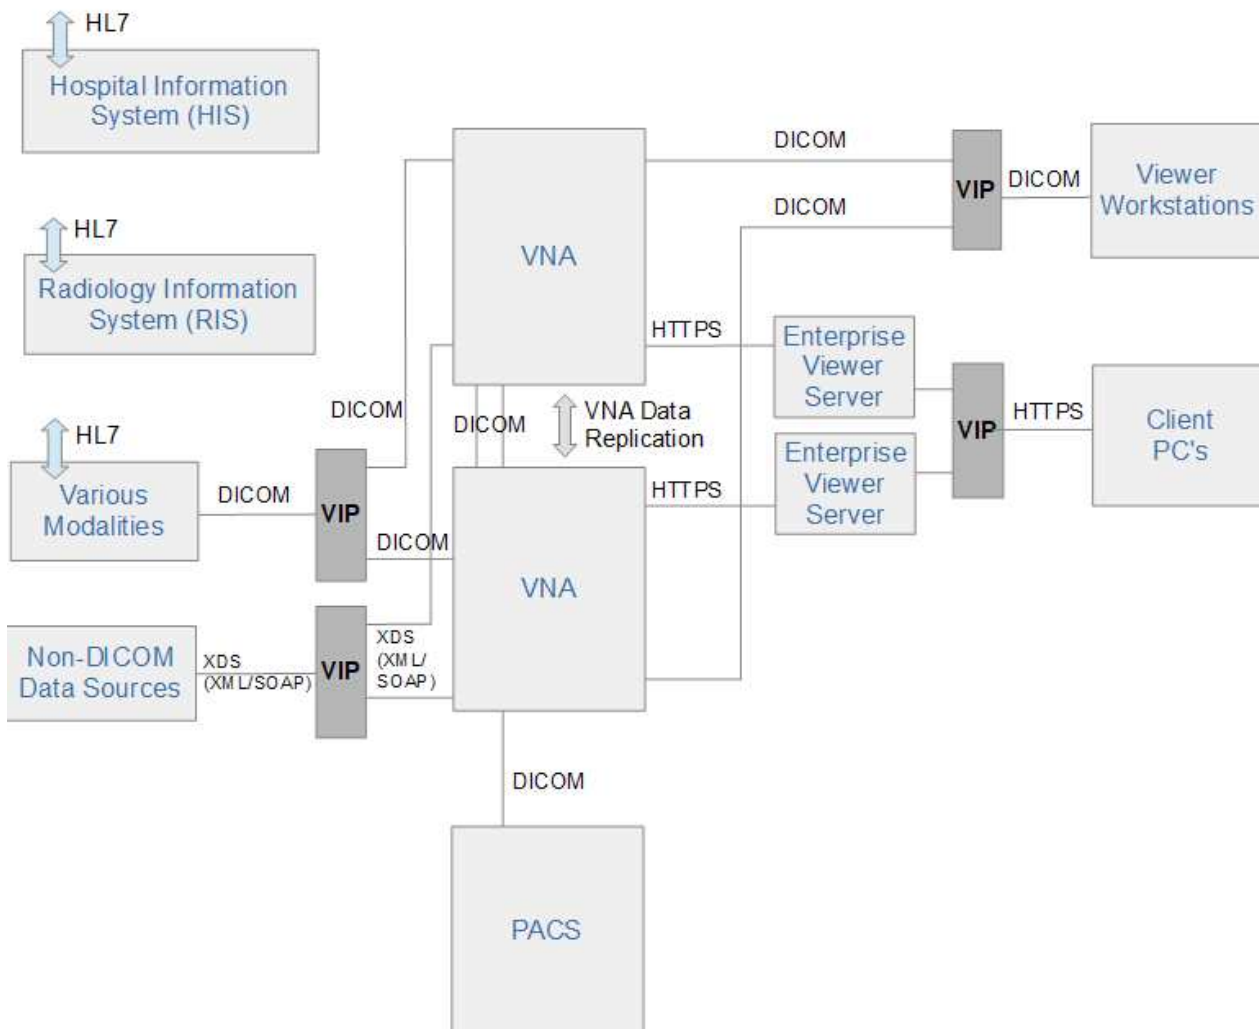 HL7
Hospital Information
System (HIS)
HL7
Radiology Information
System (RIS)
HL7
Various
Modalities
DICOM
VIP
DICOM
DICOM
Non-DICOM
Data Sources
XDS
(XML/SOAP)
VIP
XDS
(XML/
SOAP)
VNA
DICOM
VNA Data
Replication
VNA
DICOM
PACS
DICOM
DICOM
VIP
DICOM
Viewer
Workstations
HTTPS
Enterprise
Viewer
Server
HTTPS
Enterprise
Viewer
Server
VIP
HTTPS
Client
PC's